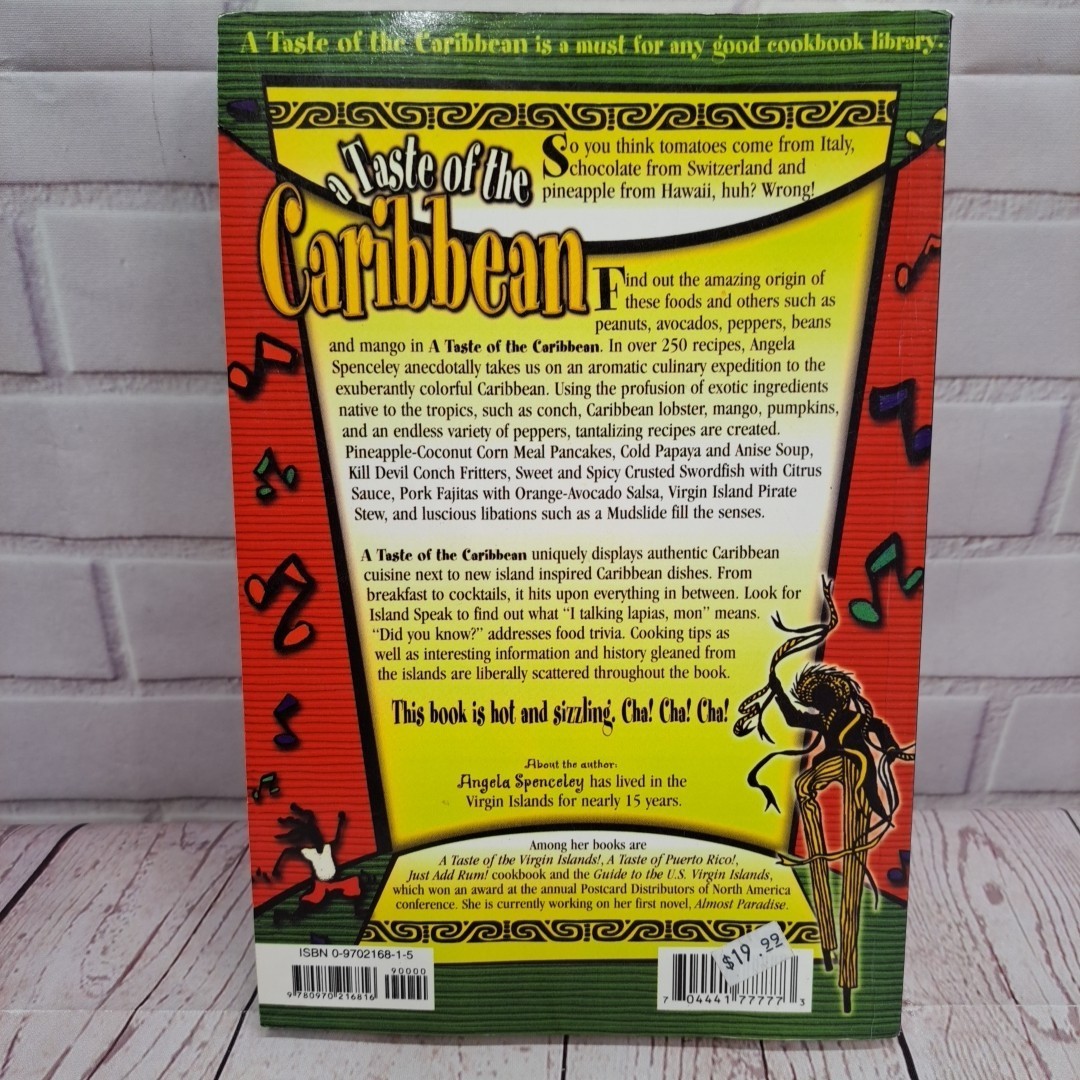 A Taste of the Caribbean is a must for any good cookbook library.
a Taste of the
Caribbean
So you think tomatoes come from Italy,
chocolate from Switzerland and
pineapple from Hawaii, huh? Wrong!
Find out the amazing origin of
these foods and others such as
peanuts, avocados, peppers, beans
and mango in A Taste of the Caribbean. In over 250 recipes, Angela
Spenceley anecdotally takes us on an aromatic culinary expedition to the
exuberantly colorful Caribbean. Using the profusion of exotic ingredients
native to the tropics, such as conch, Caribbean lobster, mango, pumpkins,
and an endless variety of peppers, tantalizing recipes are created.
Pineapple-Coconut Corn Meal Pancakes, Cold Papaya and Anise Soup,
Kill Devil Conch Fritters, Sweet and Spicy Crusted Swordfish with Citrus
Sauce, Pork Fajitas with Orange-Avocado Salsa, Virgin Island Pirate
Stew, and luscious libations such as a Mudslide fill the senses.
A Taste of the Caribbean uniquely displays authentic Caribbean
cuisine next to new island inspired Caribbean dishes. From
breakfast to cocktails, it hits upon everything in between. Look for
Island Speak to find out what “I talking lapias, mon” means.
“Did you know?” addresses food trivia. Cooking tips as
well as interesting information and history gleaned from
the islands are liberally scattered throughout the book.
This book is hot and sizzling. Cha! Cha! Cha!
About the author:
Angela Spenceley has lived in the
Virgin Islands for nearly 15 years.
Among her books are
A Taste of the Virgin Islands!, A Taste of Puerto Rico!,
Just Add Rum! cookbook and the Guide to the U.S. Virgin Islands,
which won an award at the annual Postcard Distributors of North America
conference. She is currently working on her first novel, Almost Paradise.
ISBN 0-9702168-1-5
90000
9 780970 216816
$19.99
7 04441 77777 3